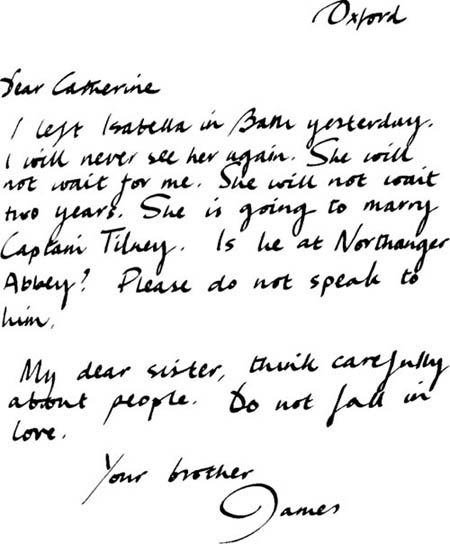 Oxford
Dear Catherine
I left Isabella in Bath yesterday.
I will never see her again. She will
not wait for me. She will not wait
two years. She is going to marry
Captain Tilney. Is he at Northanger
Abbey? Please do not speak to
him.
My dear sister, think carefully
about people. Do not fall in
love.
Your brother
James